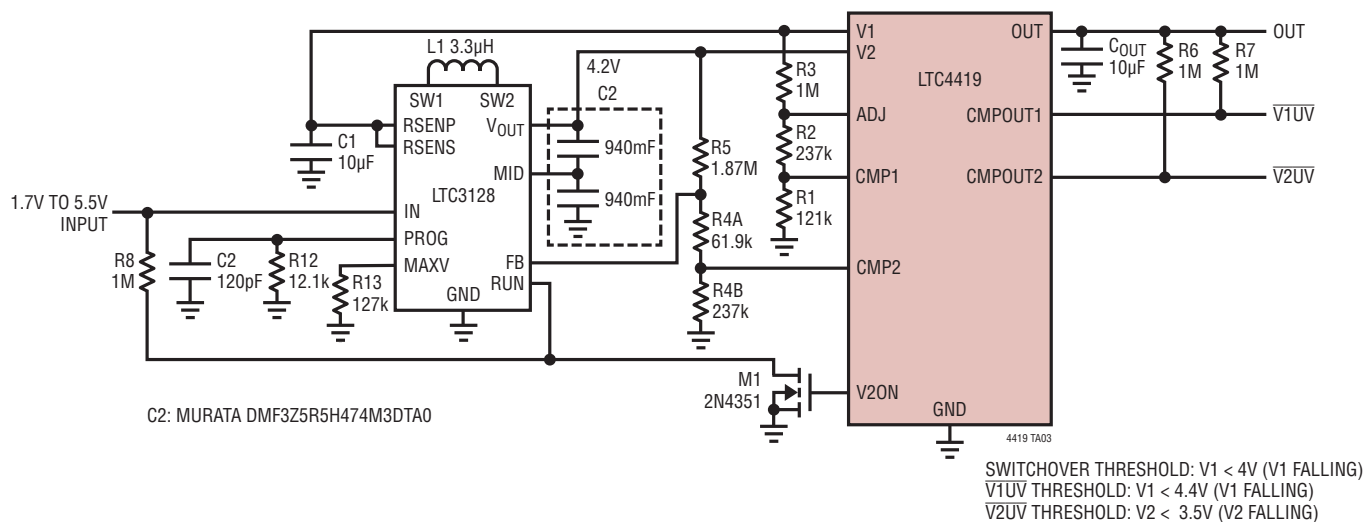 L1 3.3µH
SW1
SW2
RSENP
RSENS
VOUT
MID
LTC3128
IN
PROG
MAXV
FB
RUN
GND
C1
10µF
1.7V TO 5.5V
INPUT
R8
1M
C2
120pF
R12
12.1k
R13
127k
4.2V
C2
940mF
940mF
R5
1.87M
R4A
61.9k
R4B
237k
R3
1M
R2
237k
R1
121k
M1
2N4351
V1
V2
ADJ
CMP1
CMP2
V2ON
GND
LTC4419
OUT
CMPOUT1
CMPOUT2
COUT
10µF
R6
1M
R7
1M
OUT
V1UV
V2UV
C2: MURATA DMF3Z5R5H474M3DTA0
4419 TA03
SWITCHOVER THRESHOLD: V1 < 4V (V1 FALLING)
V1UV THRESHOLD: V1 < 4.4V (V1 FALLING)
V2UV THRESHOLD: V2 < 3.5V (V2 FALLING)